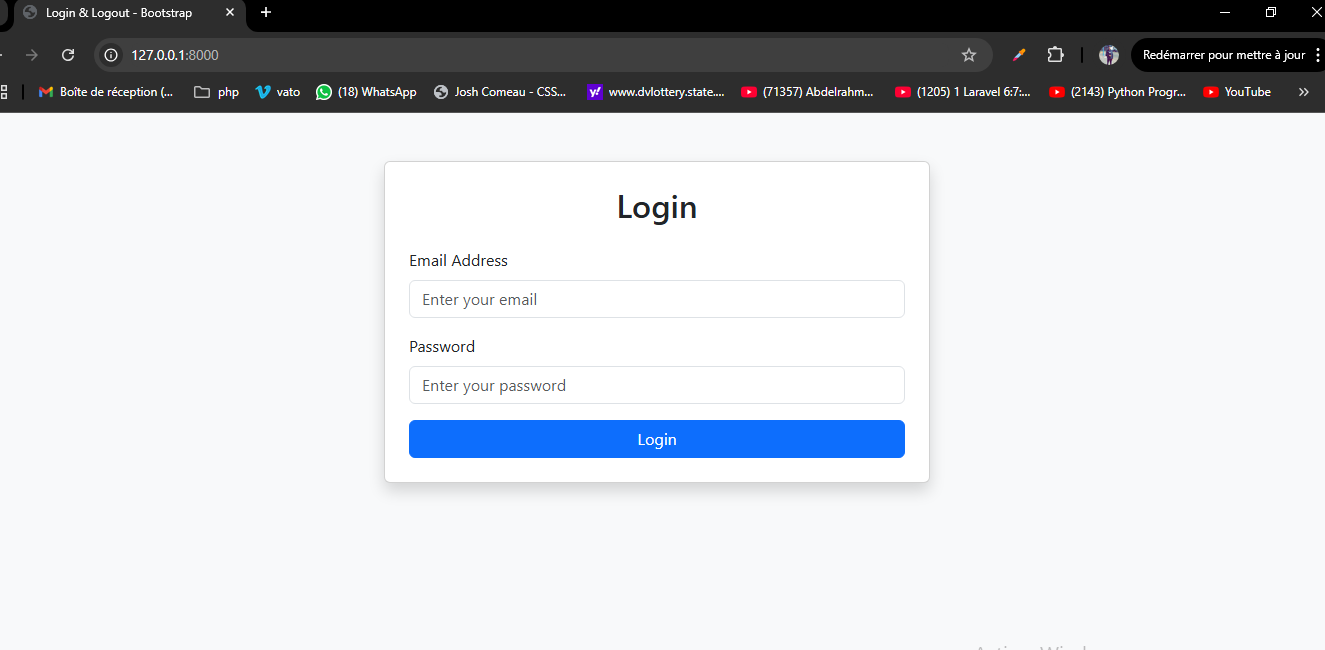 Login & Logout - Bootstrap
127.0.0.1:8000
Redémarrer pour mettre à jour
Boîte de réception (... php vato (18) WhatsApp Josh Comeau - CSS... www.dvlottery.state.... (71357) Abdelrahm... (1205) 1 Laravel 6:7:... (2143) Python Progr... YouTube
Login
Email Address
Enter your email
Password
Enter your password
Login